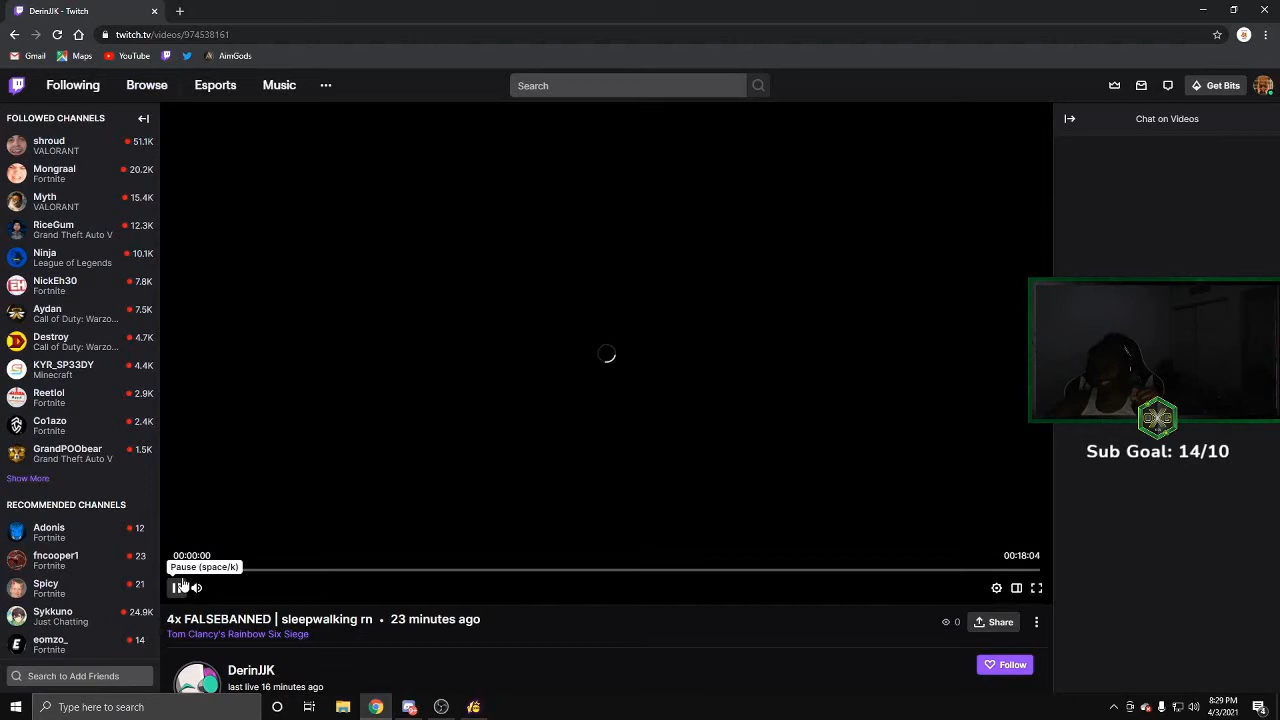 DerinJJK - Twitch
twitch.tv/videos/974538161
Gmail Maps YouTube AimGods
Following Browse Esports Music Search Get Bits
FOLLOWED CHANNELS
shroud 51.1K
VALORANT
Mongraal 20.2K
Fortnite
Myth 15.4K
VALORANT
RiceGum 12.3K
Grand Theft Auto V
Ninja 10.1K
League of Legends
NickEh30 7.8K
Fortnite
Aydan 7.5K
Call of Duty: Warzo...
Destroy 4.7K
Call of Duty: Warzo...
KYR_SP33DY 4.4K
Minecraft
Reetlol 2.9K
Fortnite
Co1azo 2.4K
Fortnite
GrandPOObear 1.5K
Grand Theft Auto V
Show More
RECOMMENDED CHANNELS
Adonis 12
Fortnite
fncooper1 23
Fortnite
Spicy 21
Fortnite
Sykkuno 24.9K
Just Chatting
eomzo_ 14
Fortnite
Search to Add Friends
00:00:00 00:18:04
Pause (space/k)
4x FALSEBANNED | sleepwalking rn • 23 minutes ago
Tom Clancy's Rainbow Six Siege
0 Share
DerinJJK
last live 16 minutes ago
Follow
Chat on Videos
Sub Goal: 14/10
Type here to search
8:29 PM
4/3/2021